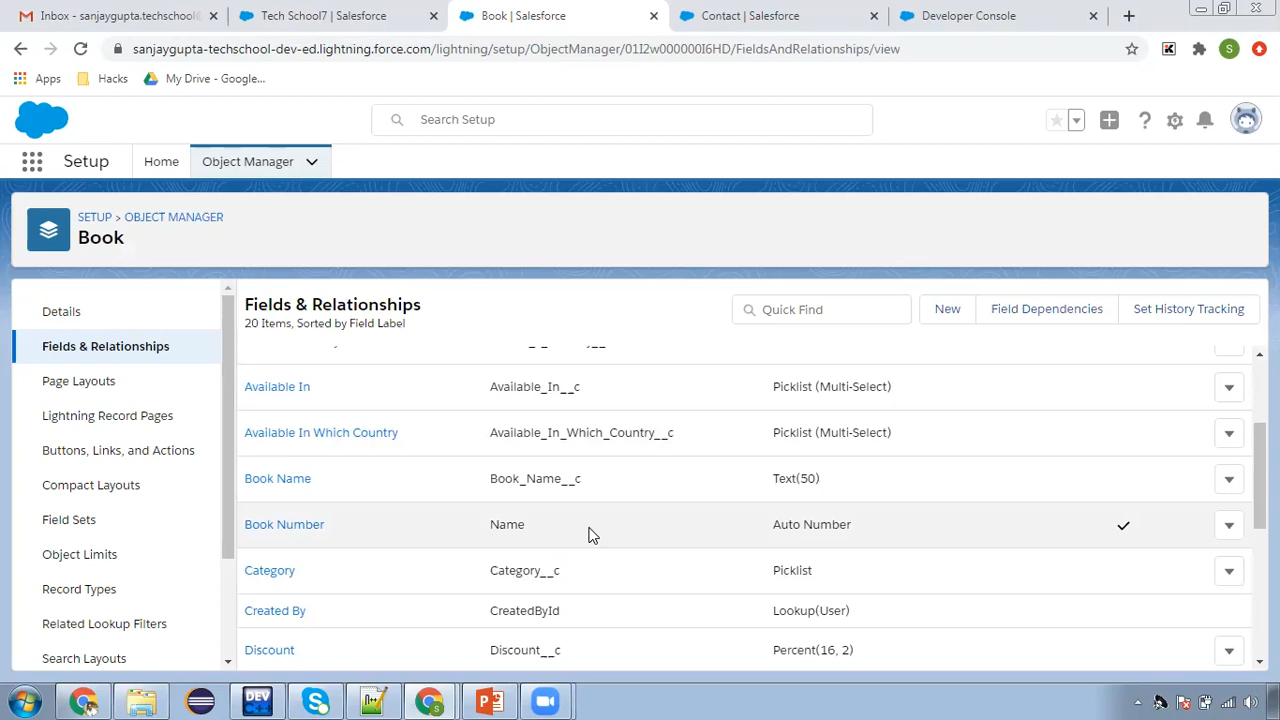 Inbox - sanjaygupta.techschool
Tech School7 | Salesforce
Book | Salesforce
Contact | Salesforce
Developer Console
sanjaygupta-techschool-dev-ed.lightning.force.com/lightning/setup/ObjectManager/01I2w000000I6HD/FieldsAndRelationships/view
S
Apps
Hacks
My Drive - Google...
Search Setup
Setup
Home
Object Manager
SETUP > OBJECT MANAGER
Book
Details
Fields & Relationships
Page Layouts
Lightning Record Pages
Buttons, Links, and Actions
Compact Layouts
Field Sets
Object Limits
Record Types
Related Lookup Filters
Search Layouts
Fields & Relationships
20 Items, Sorted by Field Label
Quick Find
New
Field Dependencies
Set History Tracking
Available In Available_In__c Picklist (Multi-Select)
Available In Which Country Available_In_Which_Country__c Picklist (Multi-Select)
Book Name Book_Name__c Text(50)
Book Number Name Auto Number
Category Category__c Picklist
Created By CreatedById Lookup(User)
Discount Discount__c Percent(16, 2)
DEV